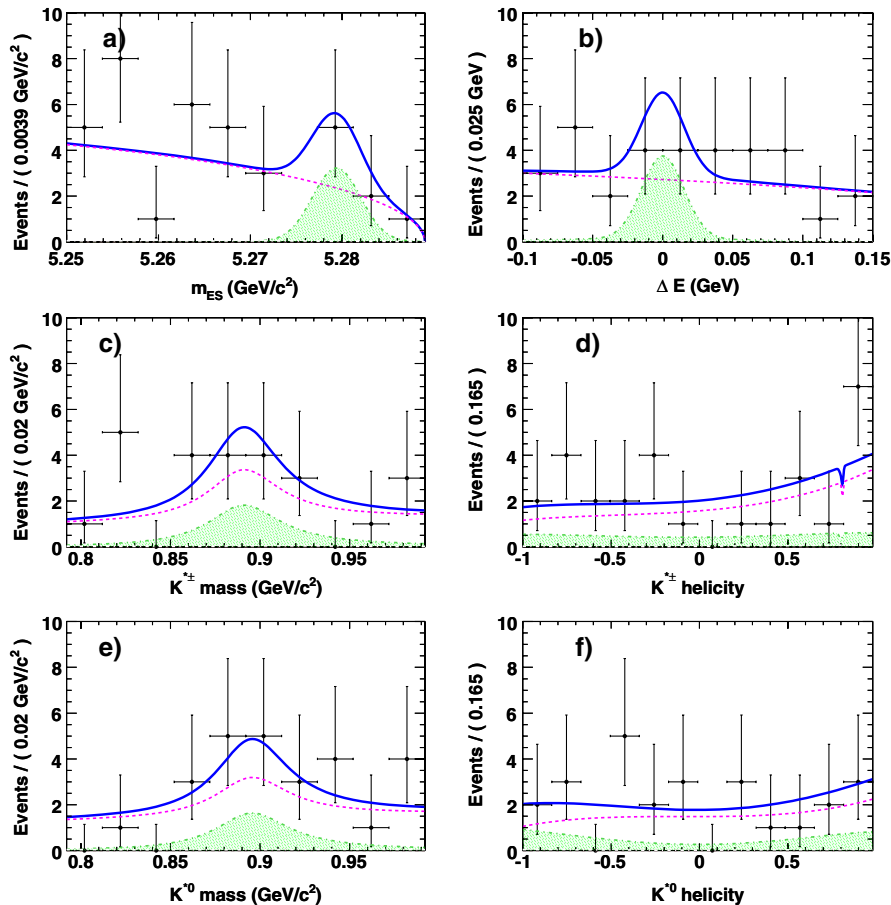 a)
Events / ( 0.0039 GeV/c² )
10
8
6
4
2
0
5.25 5.26 5.27 5.28
m_ES (GeV/c²)
b)
Events / ( 0.025 GeV )
10
8
6
4
2
0
-0.1 -0.05 0 0.05 0.1 0.15
Δ E (GeV)
c)
Events / ( 0.02 GeV/c² )
10
8
6
4
2
0
0.8 0.85 0.9 0.95
K*± mass (GeV/c²)
d)
Events / ( 0.165 )
10
8
6
4
2
0
-1 -0.5 0 0.5
K*± helicity
e)
Events / ( 0.02 GeV/c² )
10
8
6
4
2
0
0.8 0.85 0.9 0.95
K*0 mass (GeV/c²)
f)
Events / ( 0.165 )
10
8
6
4
2
0
-1 -0.5 0 0.5
K*0 helicity